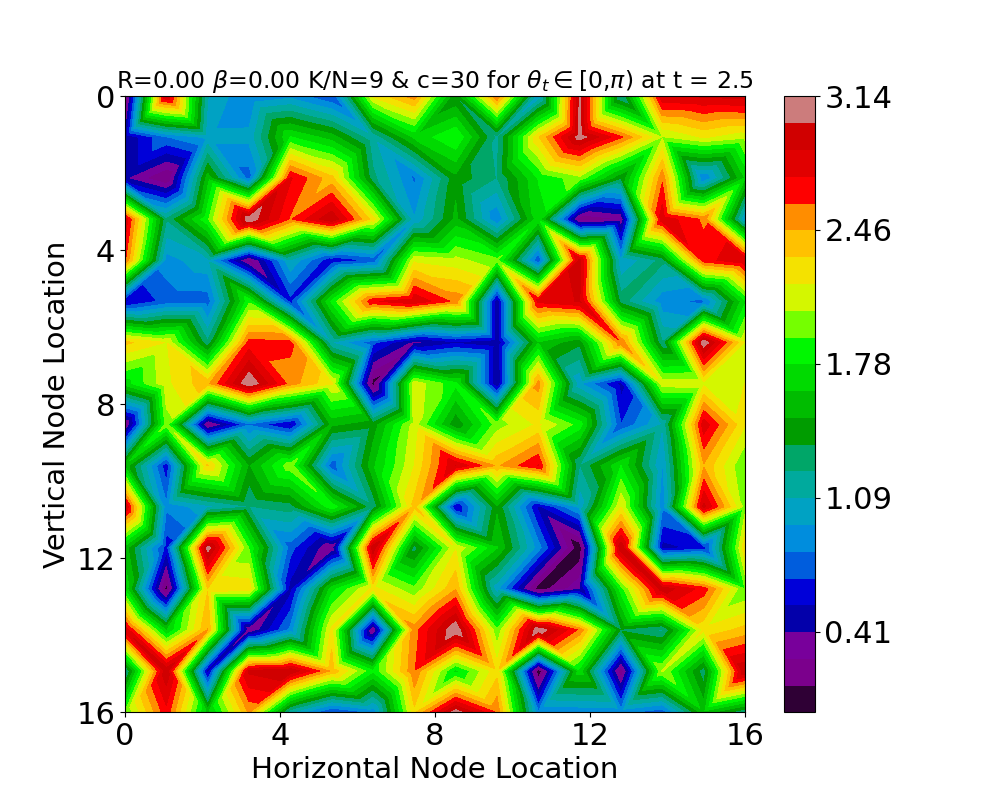 R=0.00 β=0.00 K/N=9 & c=30 for θₜ ∈ [0,π) at t = 2.5
0
4
8
12
16
Vertical Node Location
0 4 8 12 16
Horizontal Node Location
3.14
2.46
1.78
1.09
0.41